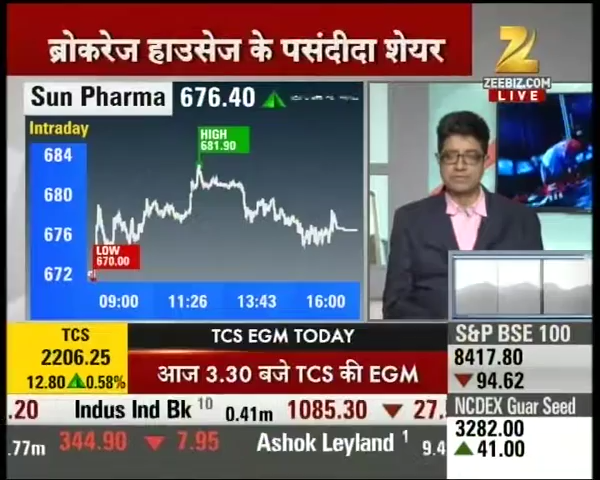 ब्रोकरेज हाउसेज के पसंदीदा शेयर
Z
ZEEBIZ.COM
LIVE
Sun Pharma 676.40
Intraday
684
680
676
672
HIGH
681.90
LOW
670.00
09:00 11:26 13:43 16:00
TCS
2206.25
12.80 0.58%
TCS EGM TODAY
आज 3.30 बजे TCS की EGM
S&P BSE 100
8417.80
94.62
.20 Indus Ind Bk 10 0.41m 1085.30 27.
NCDEX Guar Seed
3282.00
41.00
.77m 344.90 7.95 Ashok Leyland 1 9.4